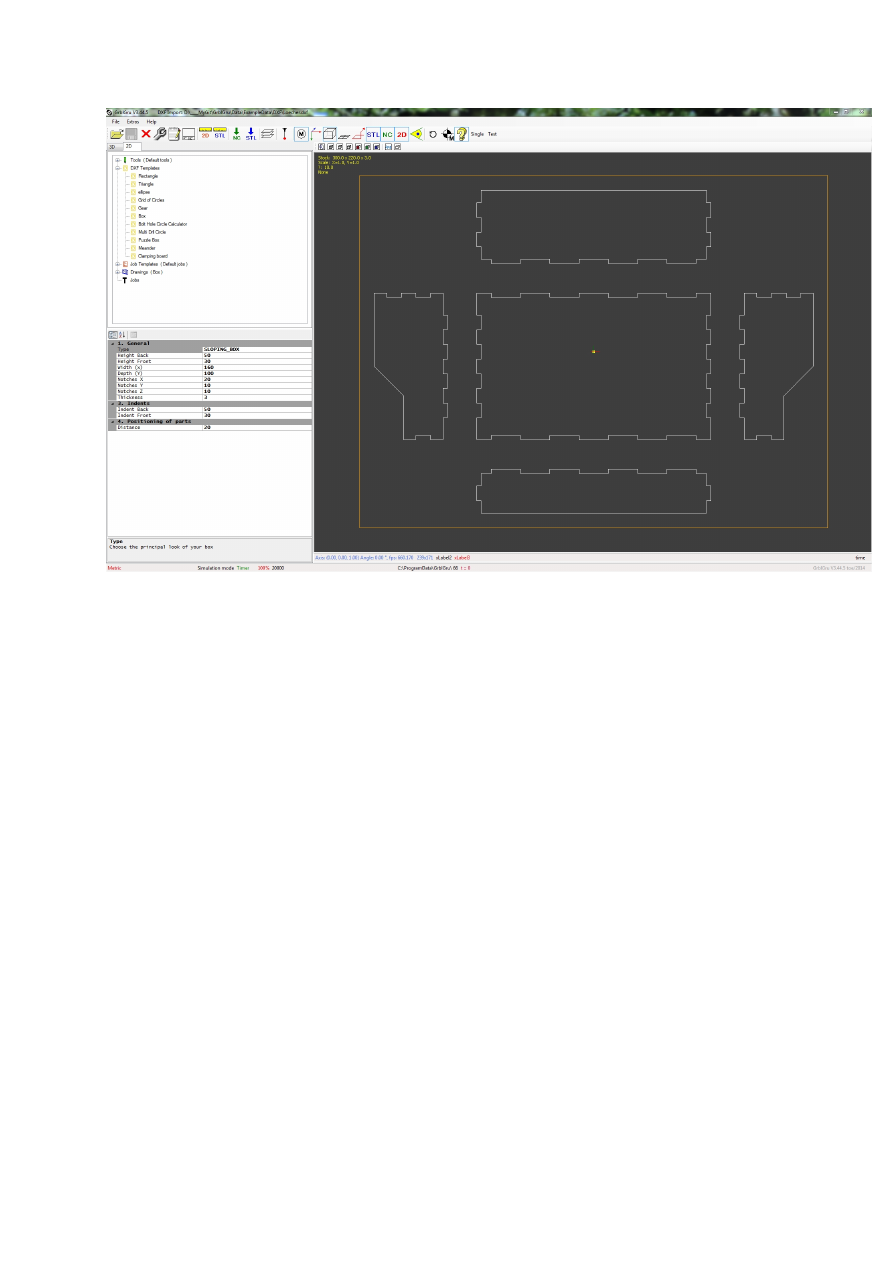 File Extras Help
2D STL NC STL M STL NC 2D M Single Text
3D 2D
Tools ( Default tools )
DXF Templates
Rectangle
Triangle
ellipse
Grid of Circles
Gear
Box
Bolt Hole Circle Calculator
Multi Drill Circle
Puzzle Box
Meander
Clamping board
Job Templates ( Default jobs )
Drawings ( Box )
Jobs
None
1. General
Type SLOPING_BOX
Height Back 50
Height Front 30
Width (x) 160
Depth (Y) 100
Notches X 20
Notches Y 10
Notches Z 10
Thickness 3
3. Indents
Indent Back 50
Indent Front 30
4. Positioning of parts
Distance 20
Type
Choose the principal look of your box
xLabel2 xLabel3 time
Metric Simulation mode Timer 100% 20000